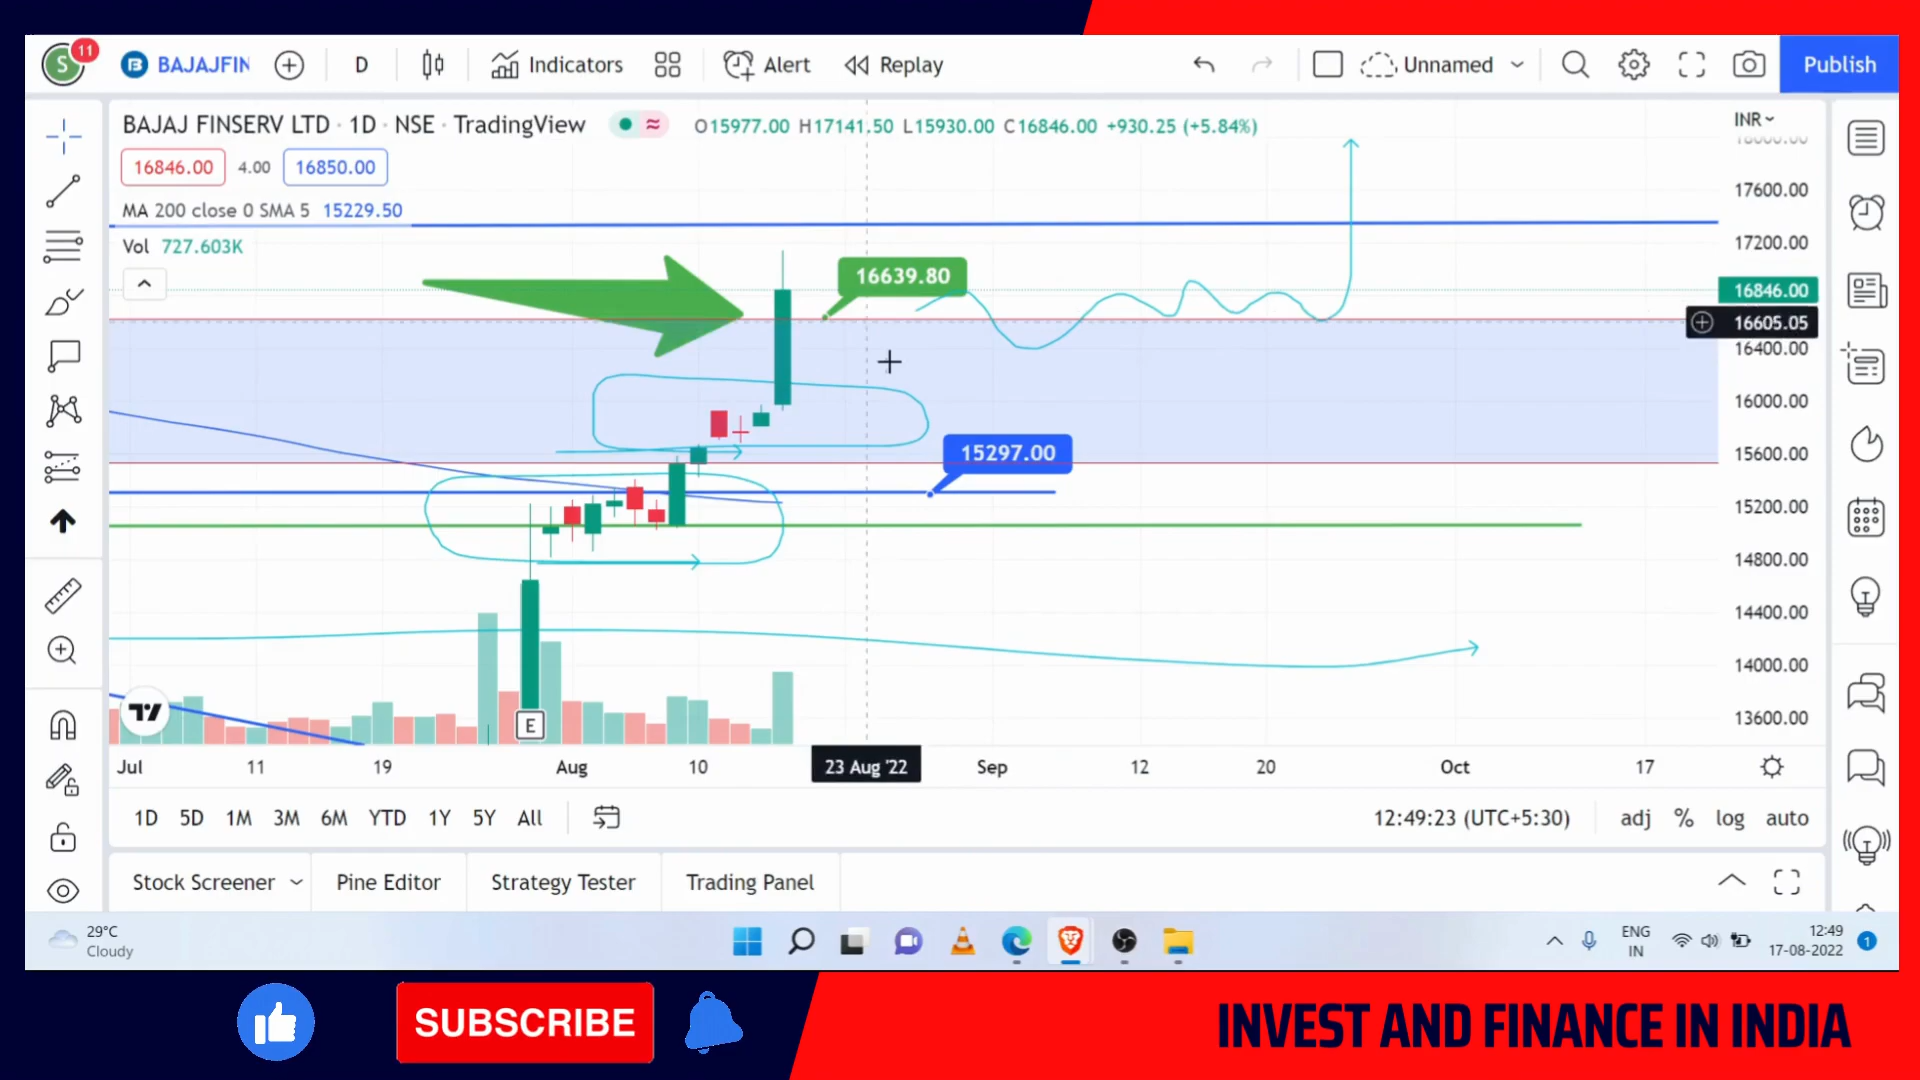 S 11 BAJAJFIN D Indicators Alert Replay Unnamed Publish
BAJAJ FINSERV LTD · 1D · NSE · TradingView O15977.00 H17141.50 L15930.00 C16846.00 +930.25 (+5.84%) INR
16846.00 4.00 16850.00
MA 200 close 0 SMA 5 15229.50
Vol 727.603K
18000.00
17600.00
17200.00
16639.80
16846.00
16605.05
16400.00
16000.00
15297.00
15600.00
15200.00
14800.00
14400.00
14000.00
13600.00
E
Jul 11 19 Aug 10 23 Aug '22 Sep 12 20 Oct 17
1D 5D 1M 3M 6M YTD 1Y 5Y All 12:49:23 (UTC+5:30) adj % log auto
Stock Screener Pine Editor Strategy Tester Trading Panel
29°C
Cloudy
ENG
IN
12:49
17-08-2022
1
SUBSCRIBE
INVEST AND FINANCE IN INDIA